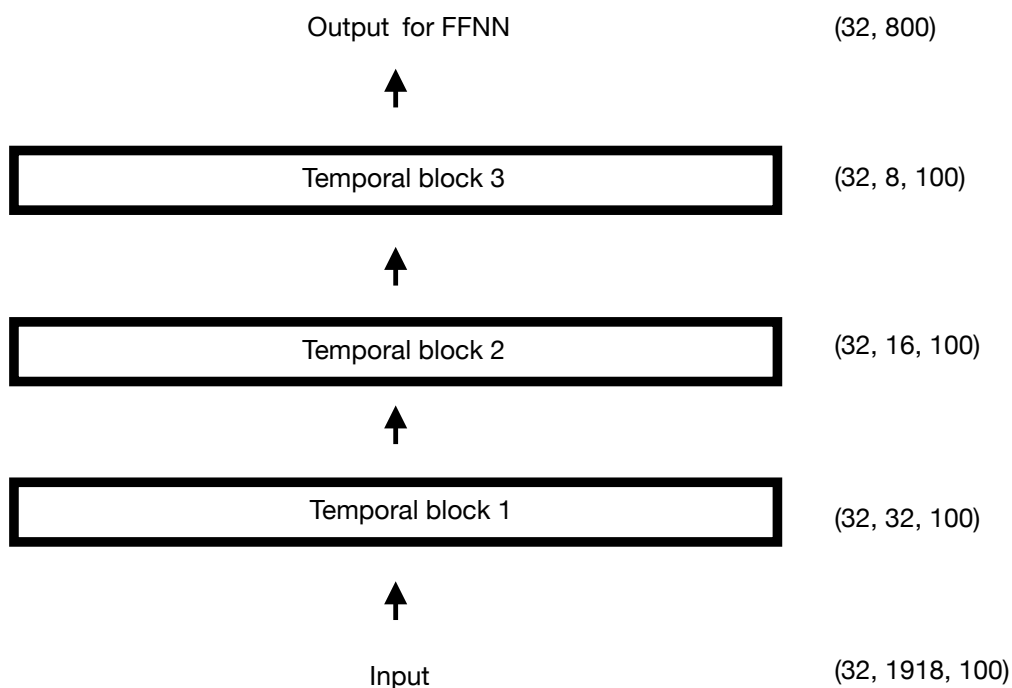 Output for FFNN (32, 800)
Temporal block 3 (32, 8, 100)
Temporal block 2 (32, 16, 100)
Temporal block 1 (32, 32, 100)
Input (32, 1918, 100)